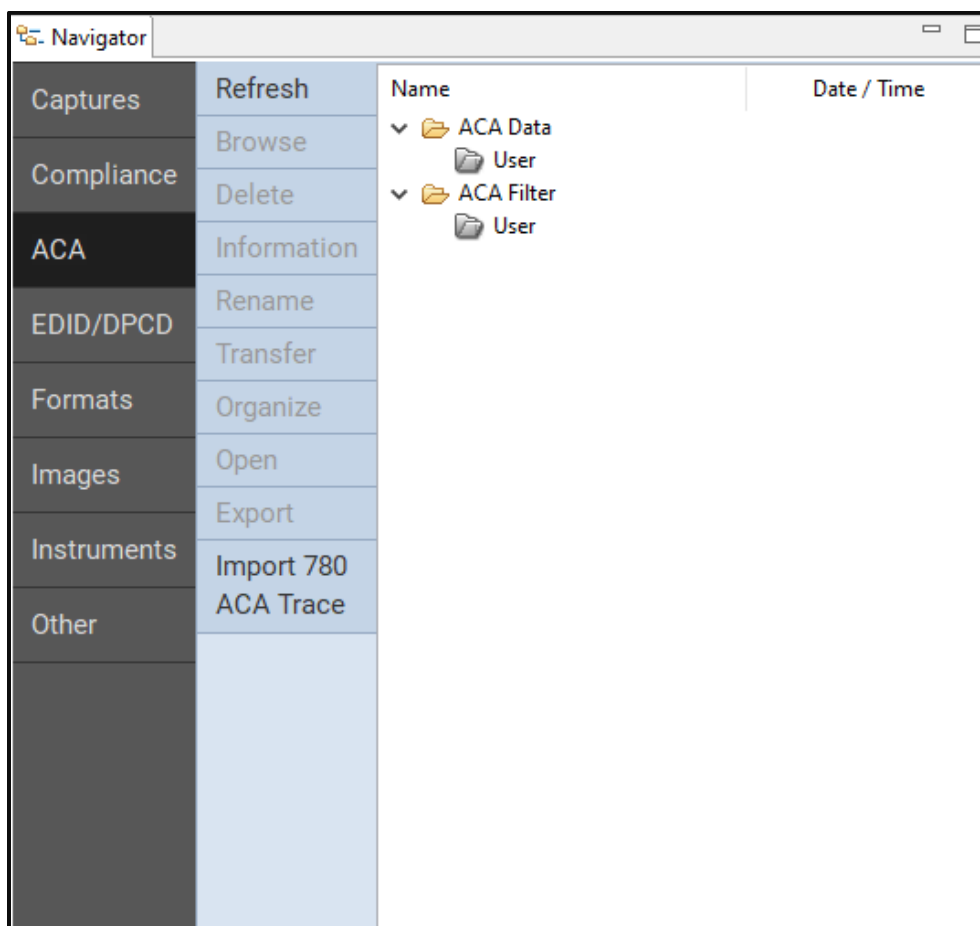 Navigator
Captures
Compliance
ACA
EDID/DPCD
Formats
Images
Instruments
Other
Refresh
Browse
Delete
Information
Rename
Transfer
Organize
Open
Export
Import 780
ACA Trace
Name Date / Time
ACA Data
User
ACA Filter
User